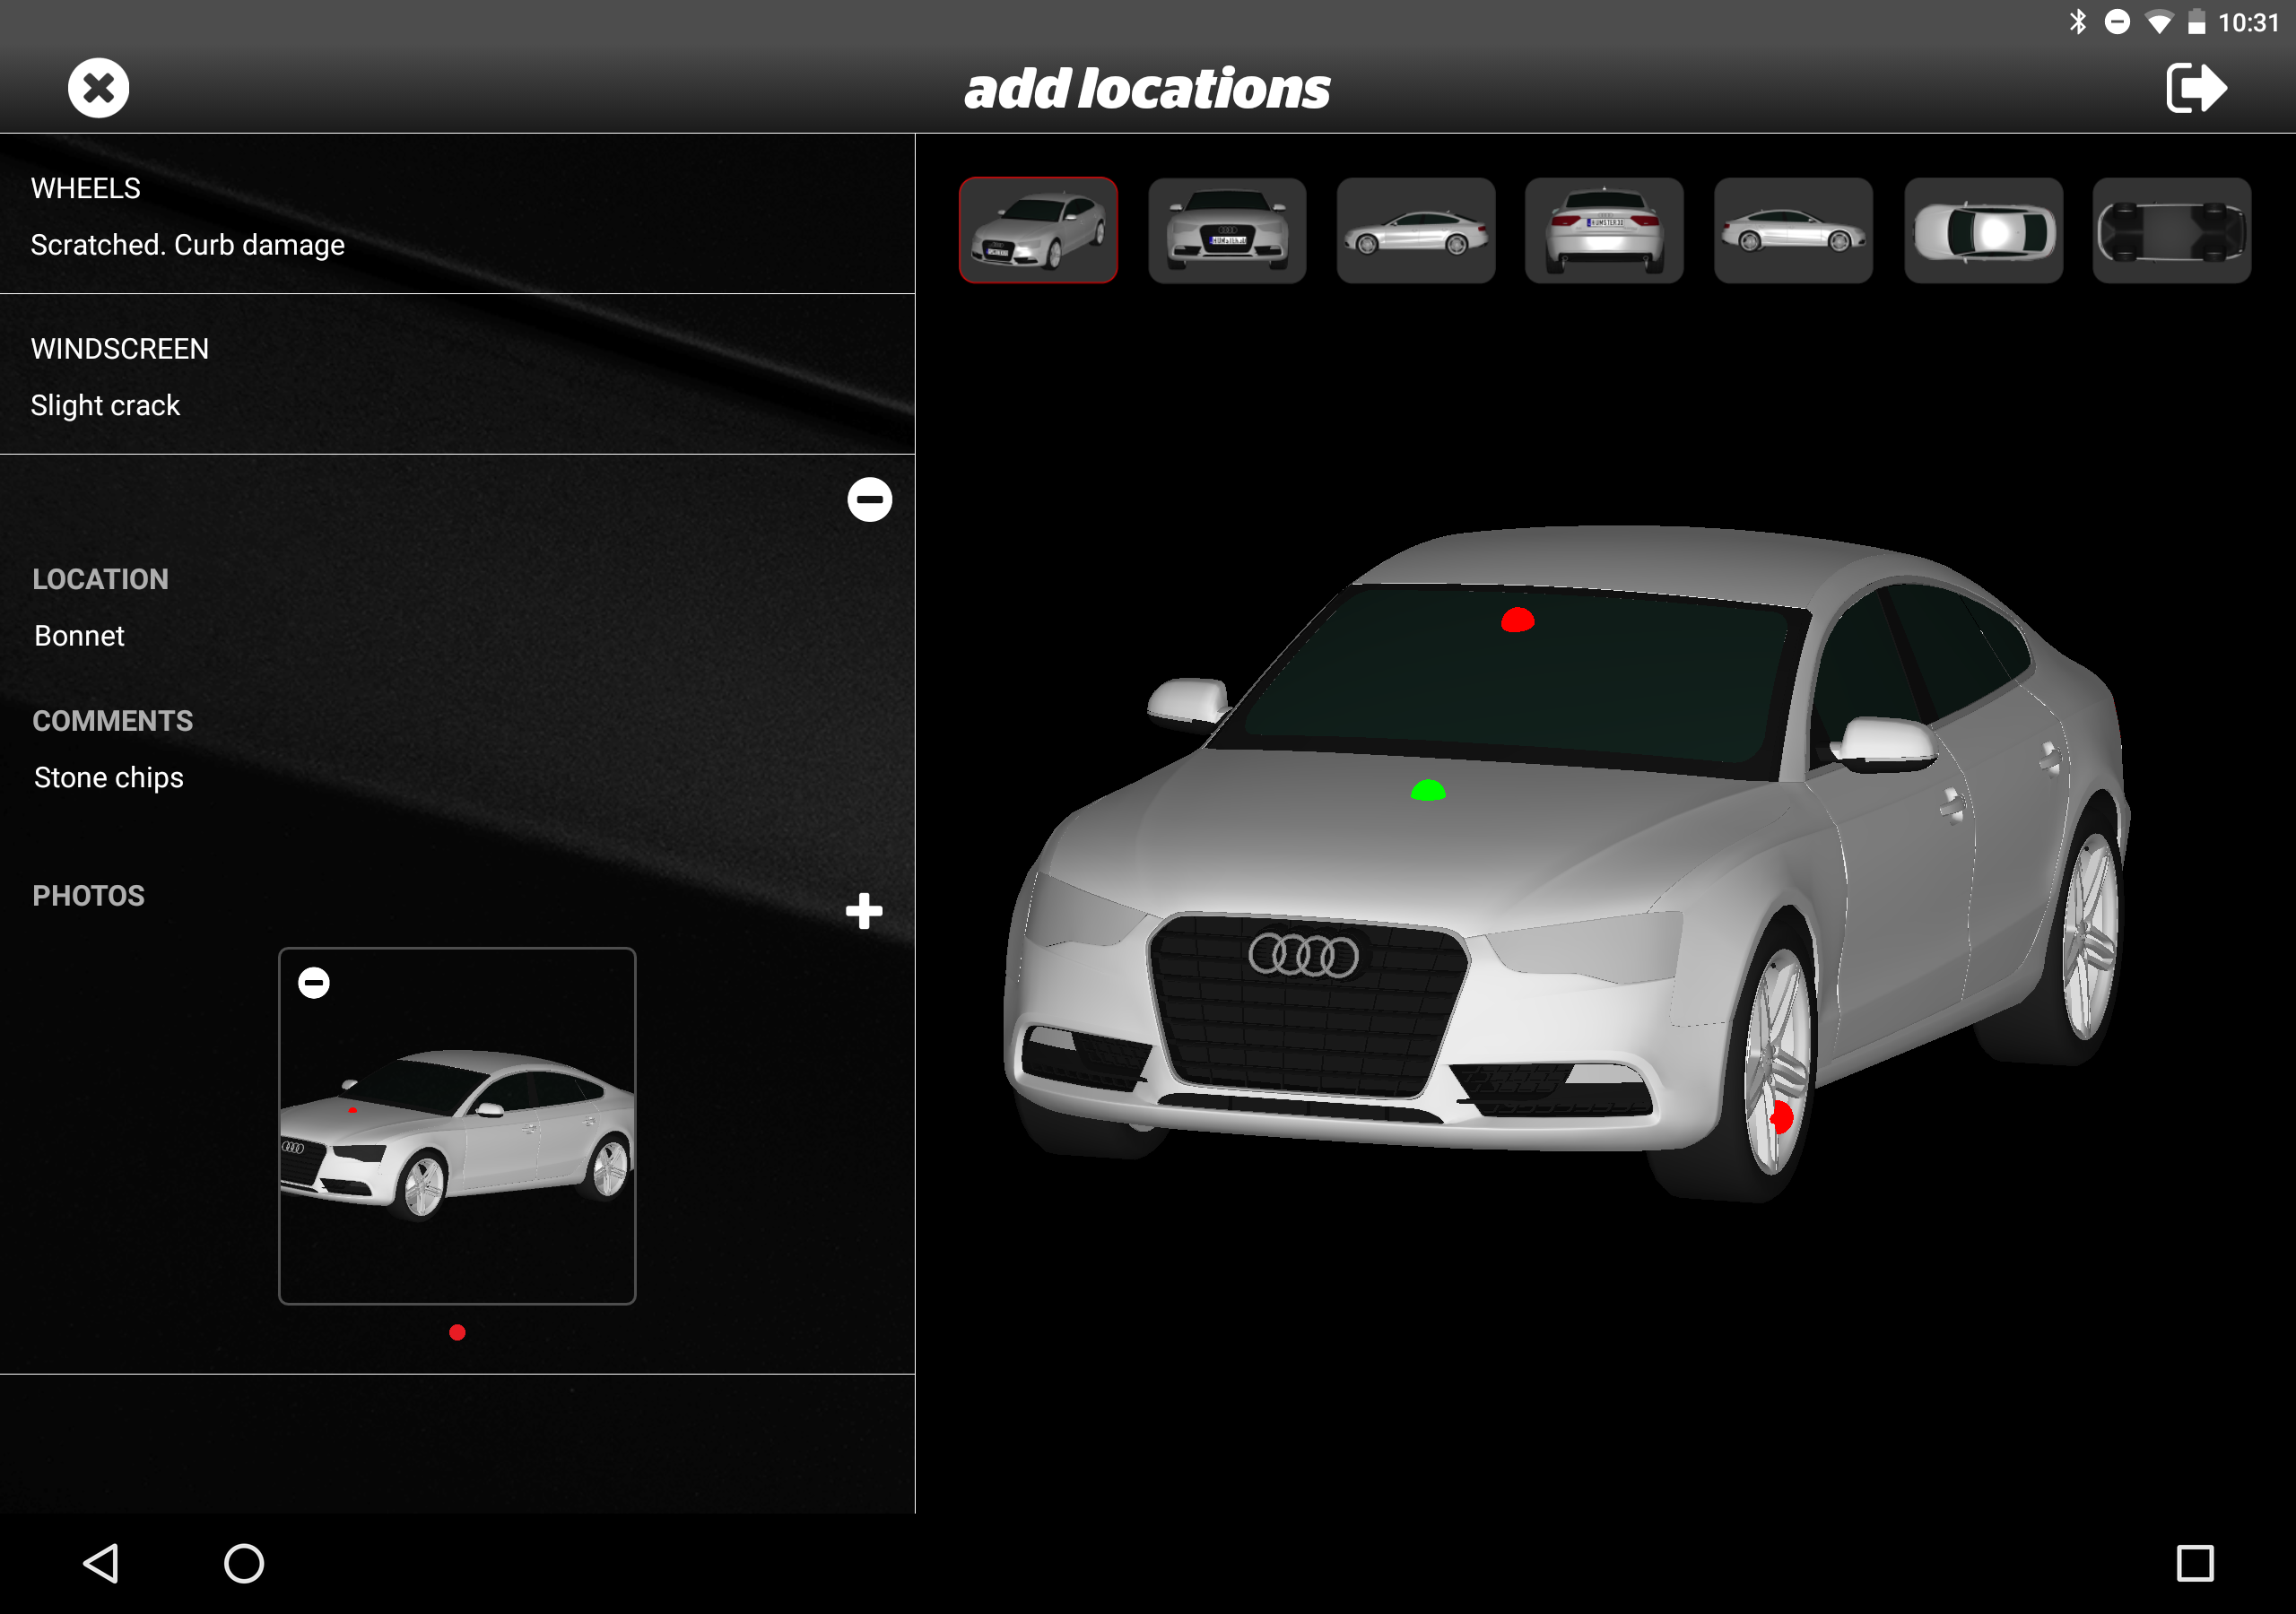 10:31
add locations
WHEELS
Scratched. Curb damage
WINDSCREEN
Slight crack
LOCATION
Bonnet
COMMENTS
Stone chips
PHOTOS